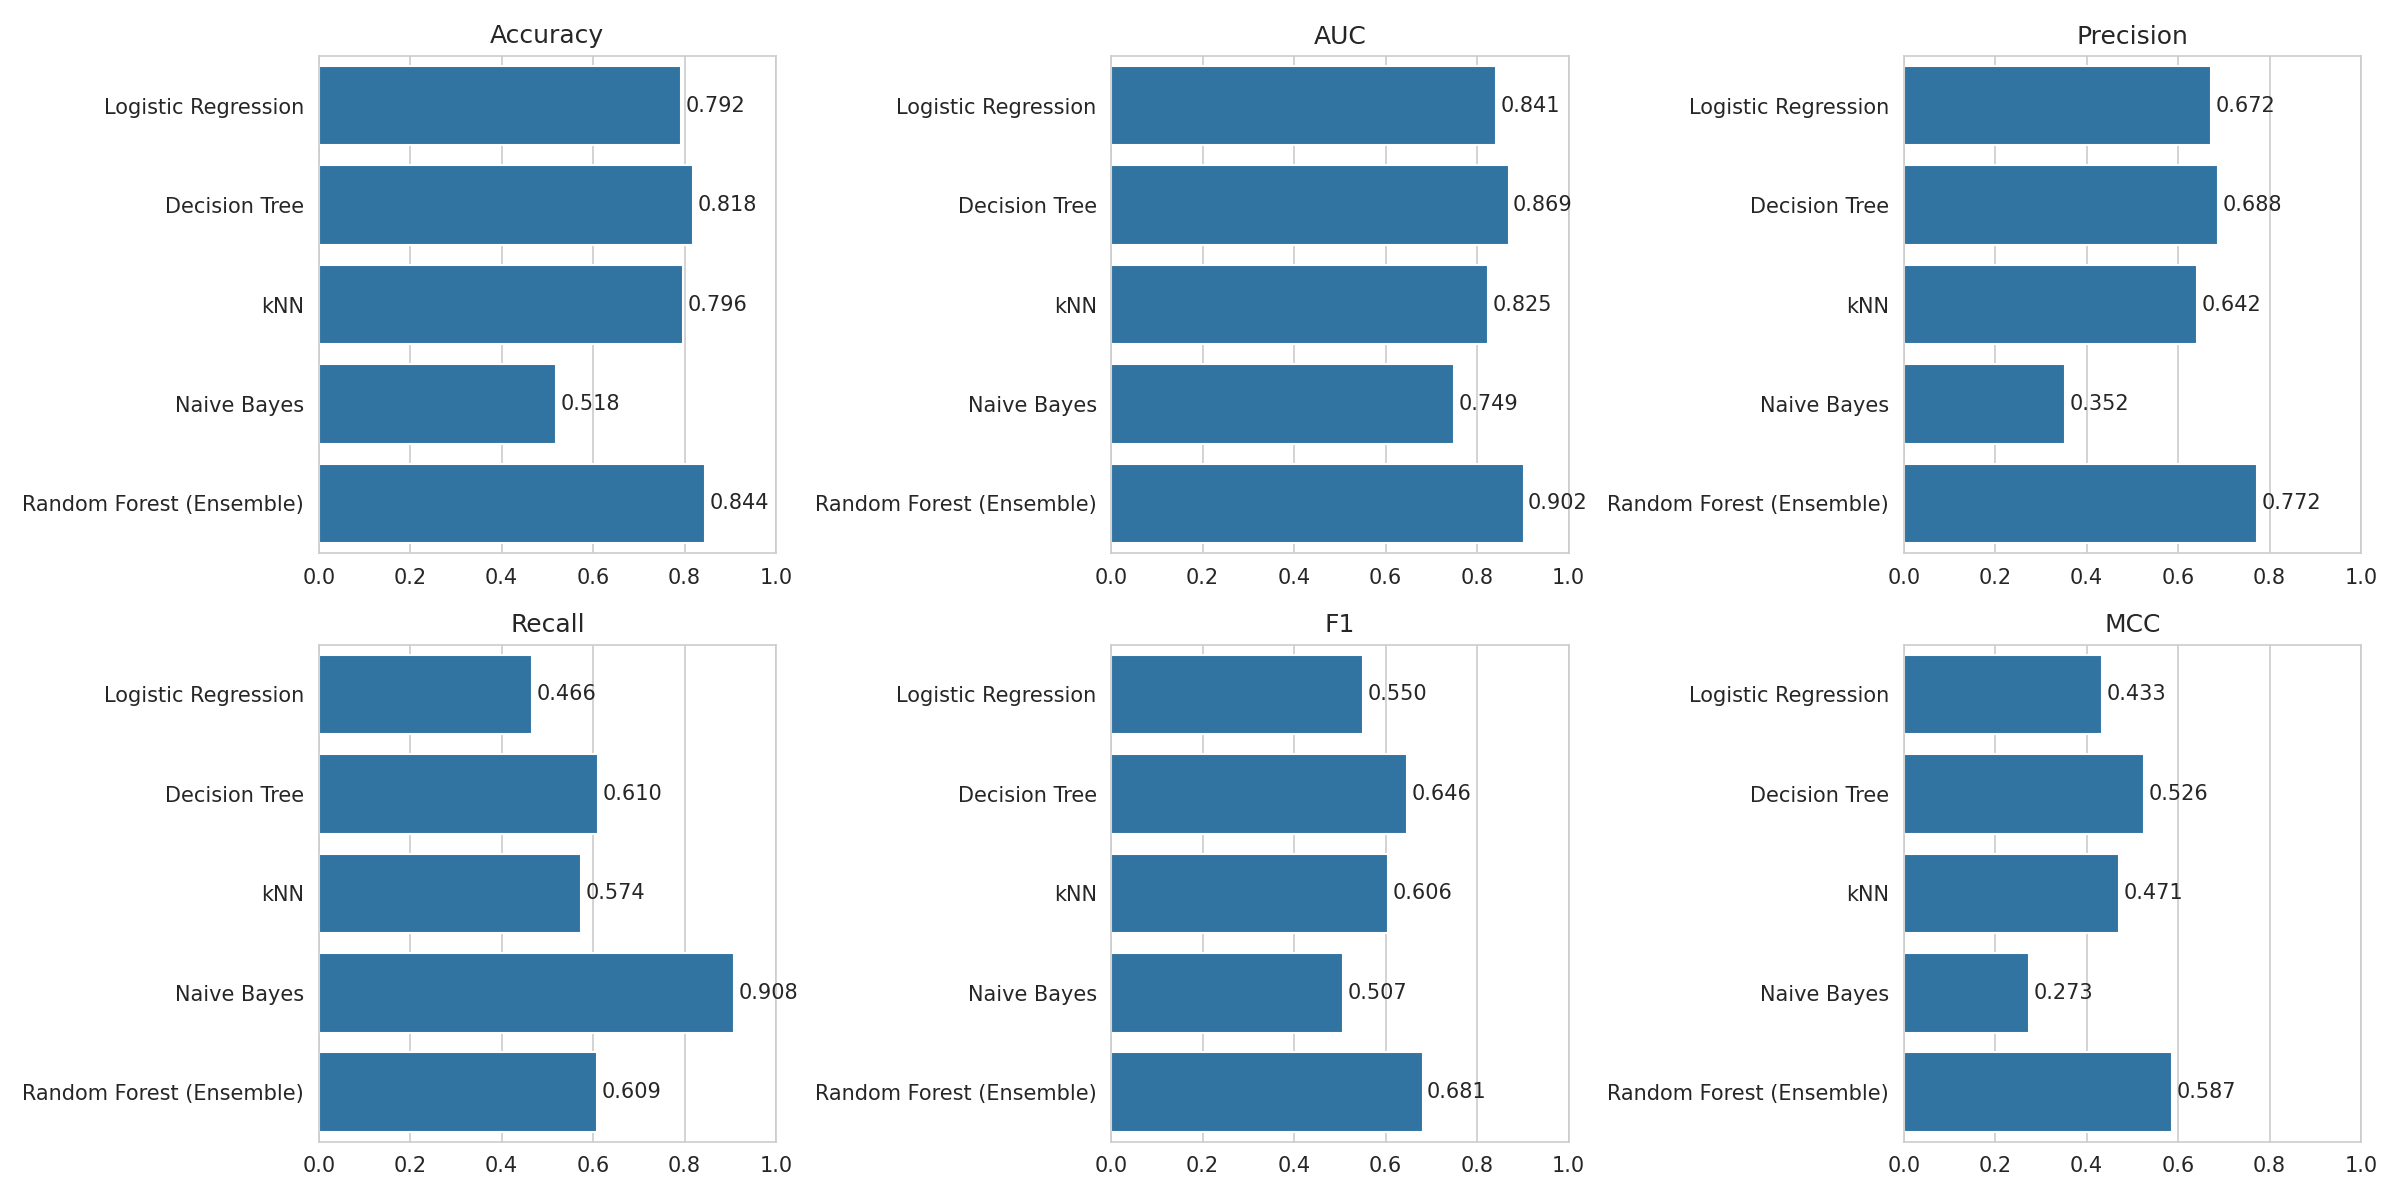 Accuracy
Logistic Regression 0.792
Decision Tree 0.818
kNN 0.796
Naive Bayes 0.518
Random Forest (Ensemble) 0.844
0.0 0.2 0.4 0.6 0.8 1.0
AUC
Logistic Regression 0.841
Decision Tree 0.869
kNN 0.825
Naive Bayes 0.749
Random Forest (Ensemble) 0.902
0.0 0.2 0.4 0.6 0.8 1.0
Precision
Logistic Regression 0.672
Decision Tree 0.688
kNN 0.642
Naive Bayes 0.352
Random Forest (Ensemble) 0.772
0.0 0.2 0.4 0.6 0.8 1.0
Recall
Logistic Regression 0.466
Decision Tree 0.610
kNN 0.574
Naive Bayes 0.908
Random Forest (Ensemble) 0.609
0.0 0.2 0.4 0.6 0.8 1.0
F1
Logistic Regression 0.550
Decision Tree 0.646
kNN 0.606
Naive Bayes 0.507
Random Forest (Ensemble) 0.681
0.0 0.2 0.4 0.6 0.8 1.0
MCC
Logistic Regression 0.433
Decision Tree 0.526
kNN 0.471
Naive Bayes 0.273
Random Forest (Ensemble) 0.587
0.0 0.2 0.4 0.6 0.8 1.0